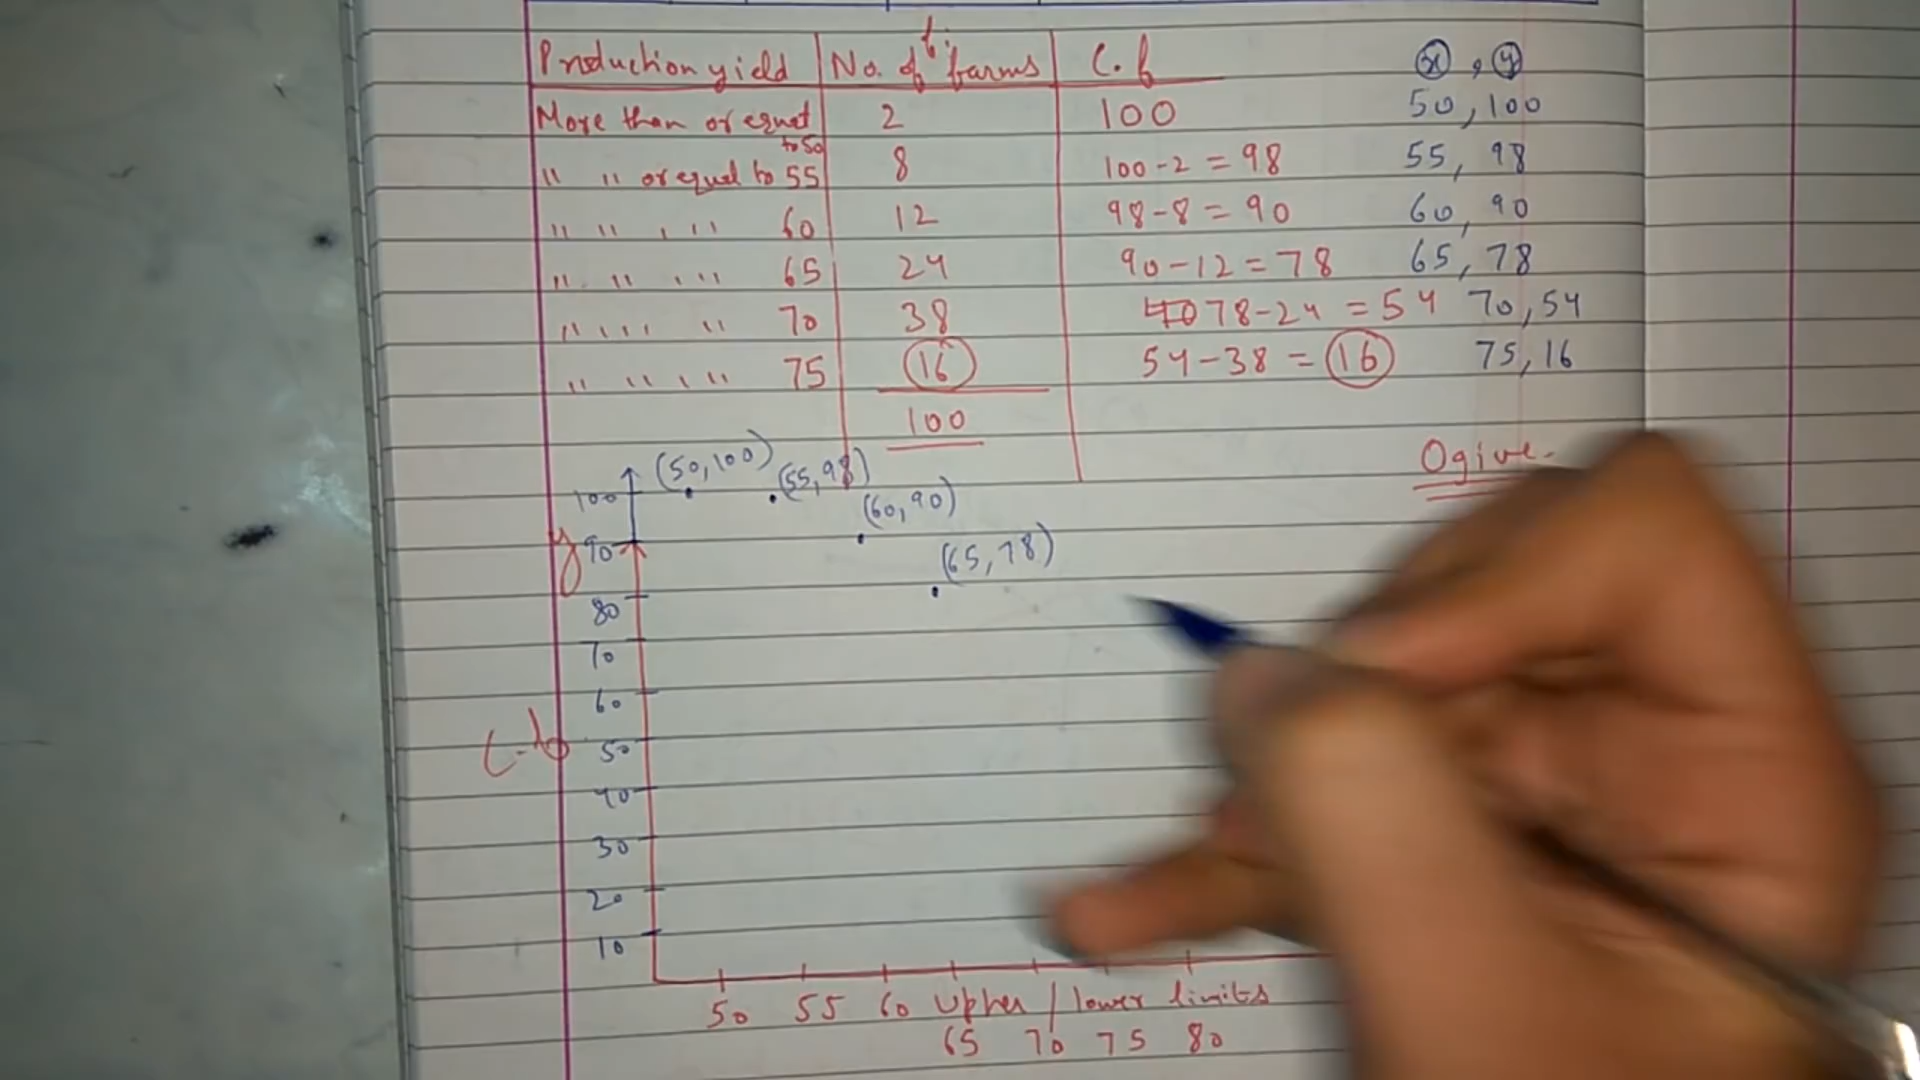 Production yield No. of farms C.f x , y
f.
More than or equal 2 100 50, 100
to 50
" " or equal to 55 8 100-2 = 98 55, 98
" " , " 60 12 98-8 = 90 60, 90
" " , " 65 24 90-12 = 78 65, 78
" " , " 70 38 78-24 = 54 70, 54
" " , " 75 16 54-38 = 16 75, 16
100
Ogive.
(50,100) (55,98)
100 (60,90)
y 90 (65,78)
80
70
60
C.f 50
40
30
20
10
50 55 60 Upper / lower limits
65 70 75 80